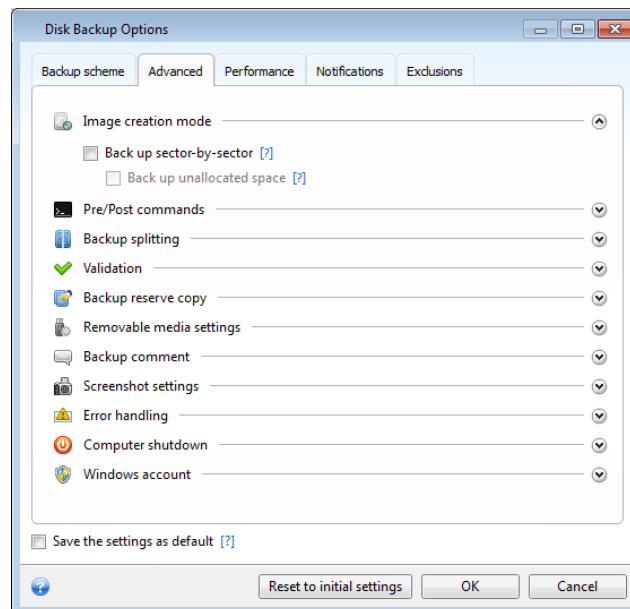 Disk Backup Options
Backup scheme Advanced Performance Notifications Exclusions
Image creation mode
Back up sector-by-sector [?]
Back up unallocated space [?]
Pre/Post commands
Backup splitting
Validation
Backup reserve copy
Removable media settings
Backup comment
Screenshot settings
Error handling
Computer shutdown
Windows account
Save the settings as default [?]
Reset to initial settings OK Cancel